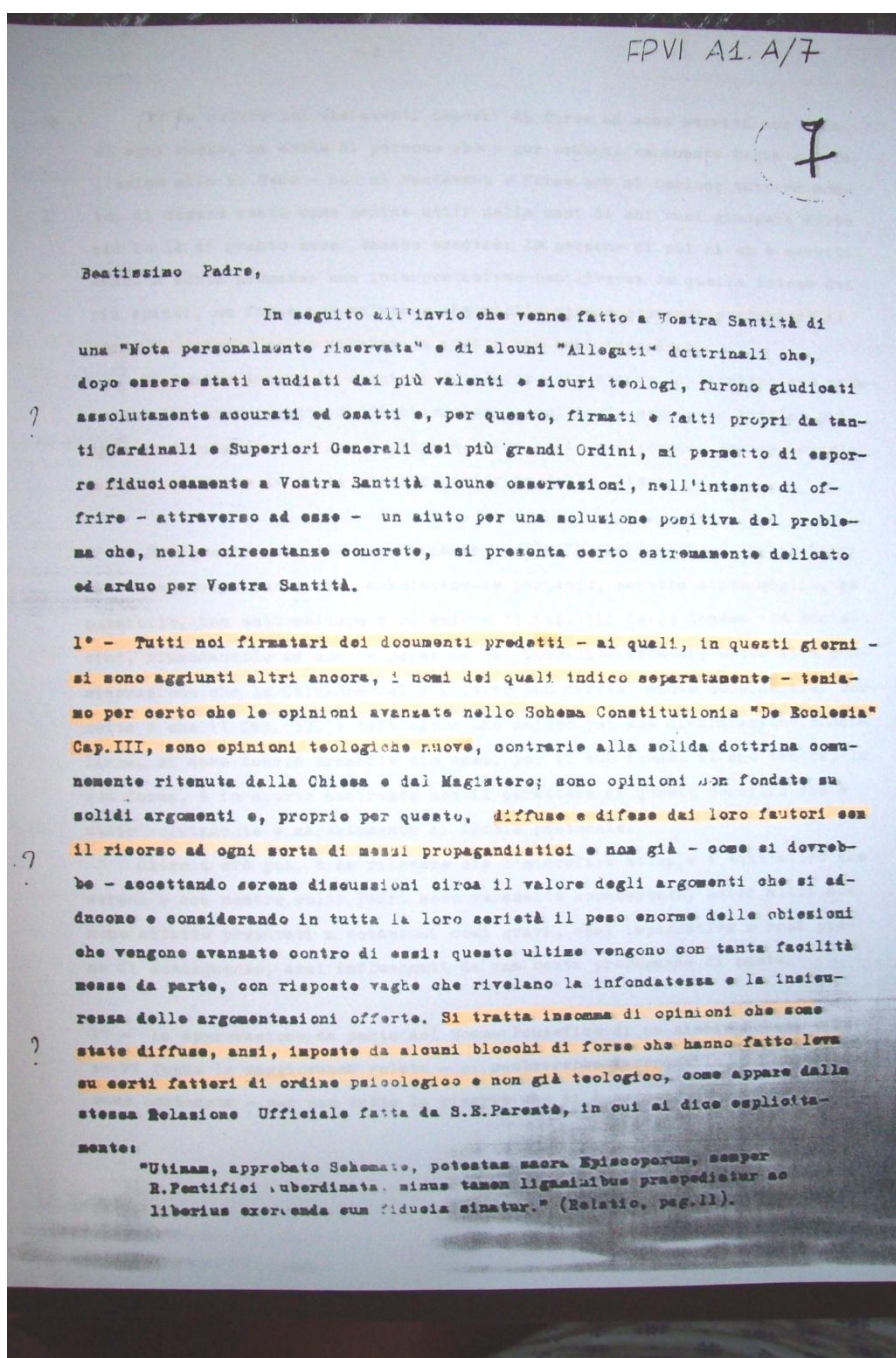 FPVI A1. A/7
7
Beatissimo Padre,
In seguito all'invio che venne fatto a Vostra Santità di
una "Nota personalmente riservata" e di alcuni "Allegati" dottrinali che,
dopo essere stati studiati dai più valenti e sicuri teologi, furono giudicati
? assolutamente accurati ed esatti e, per questo, firmati e fatti propri da tan-
ti Cardinali e Superiori Generali dei più grandi Ordini, mi permetto di espor-
re fiduciosamente a Vostra Santità alcune osservazioni, nell'intento di of-
frire - attraverso ad esse - un aiuto per una soluzione positiva del proble-
ma che, nelle circostanze concrete, si presenta certo estremamente delicato
ed arduo per Vostra Santità.
1° - Tutti noi firmatari dei documenti predetti - ai quali, in questi giorni -
si sono aggiunti altri ancora, i nomi dei quali indico separatamente - tenia-
mo per certo che le opinioni avanzate nello Schema Constitutionis "De Ecclesia"
Cap.III, sono opinioni teologiche nuove, contrarie alla solida dottrina comu-
nemente ritenuta dalla Chiesa e dal Magistero; sono opinioni non fondate su
solidi argomenti e, proprio per questo, diffuse e difese dai loro fautori con
? il ricorso ad ogni sorta di mezzi propagandistici e non già - come si dovreb-
be - accettando serene discussioni circa il valore degli argomenti che si ad-
ducono e considerando in tutta la loro serietà il peso enorme delle obiezioni
che vengono avanzate contro di essi: queste ultime vengono con tanta facilità
messe da parte, con risposte vaghe che rivelano la infondatezza e la insicu-
rezza delle argomentazioni offerte. Si tratta insomma di opinioni che sono
? state diffuse, anzi, imposte da alcuni blocchi di forze che hanno fatto leva
su certi fattori di ordine psicologico e non già teologico, come appare dalla
stessa Relazione Ufficiale fatta da S.E.Parente, in cui si dice esplicita-
mente:
"Utinam, approbato Schemate, potestas sacra Episcoporum, semper
R.Pontifici subordinata, minus tamen ligaminibus praepediatur ac
liberius exercenda cum fiducia sinatur." (Relatio, pag.11).